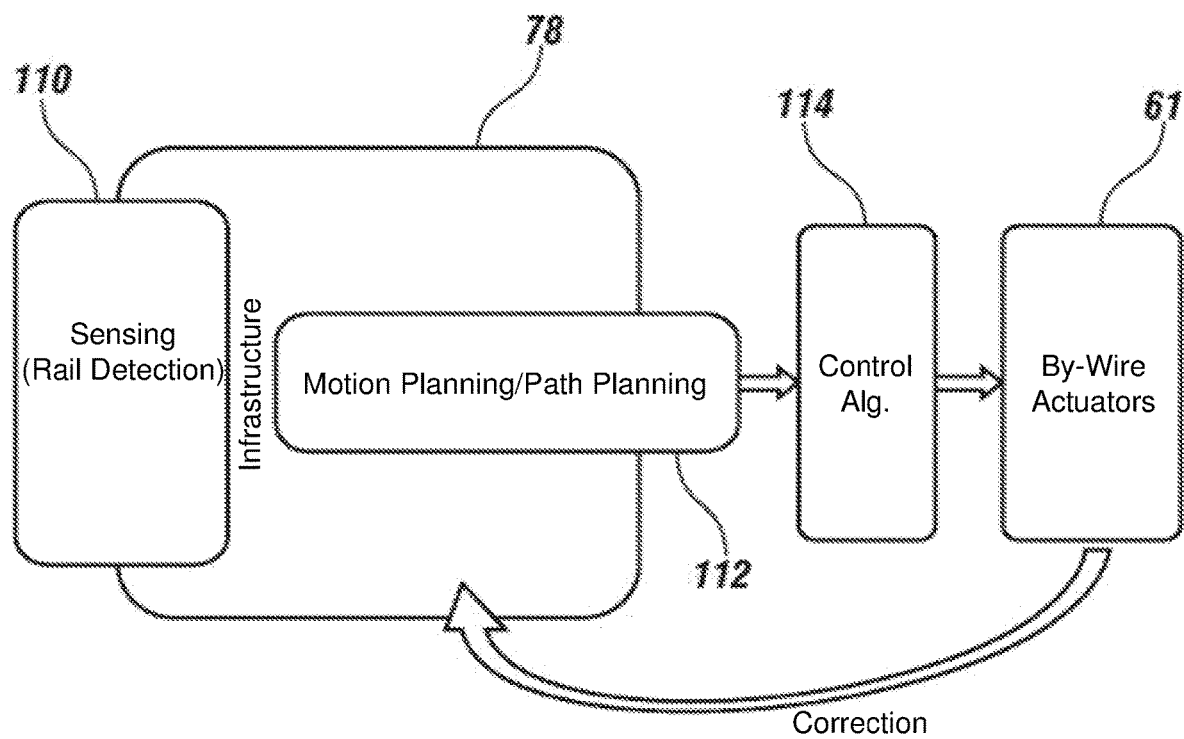 78
110
114
61
Sensing
(Rail Detection)
Infrastructure
Motion Planning/Path Planning
Control
Alg.
By-Wire
Actuators
112
Correction